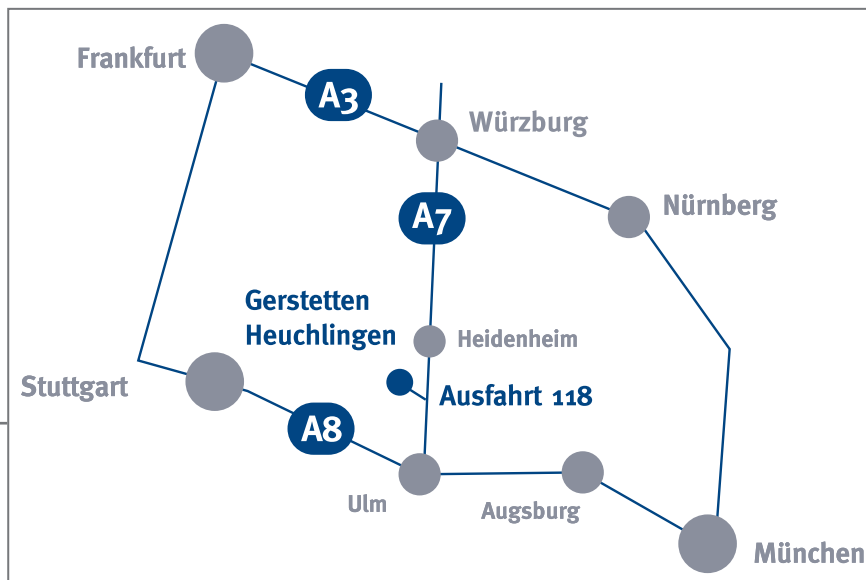 Frankfurt
A3
Würzburg
Nürnberg
A7
Gerstetten
Heuchlingen
Heidenheim
Stuttgart
Ausfahrt 118
A8
Ulm
Augsburg
München